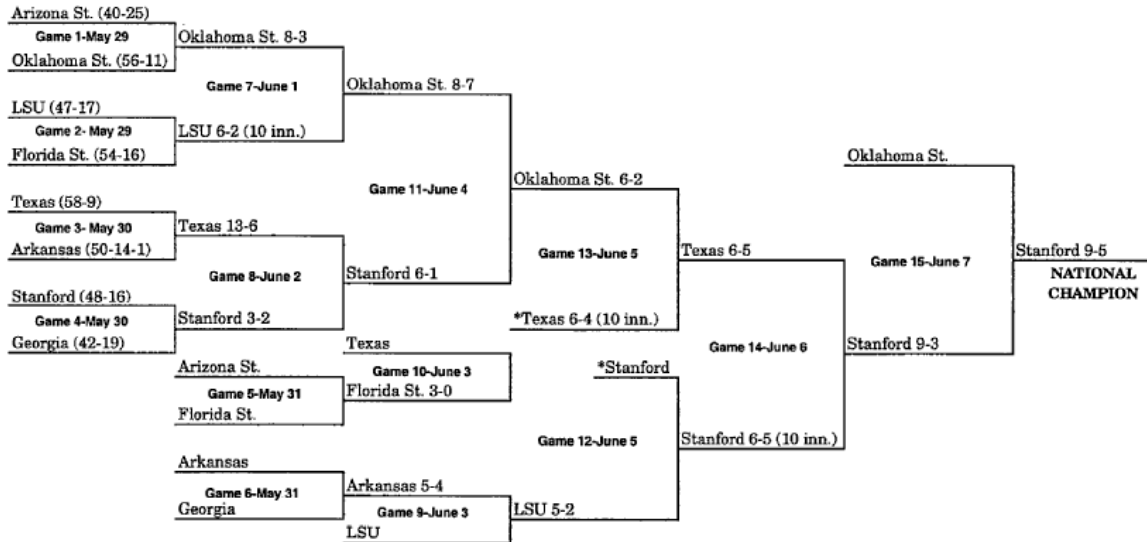 Arizona St. (40-25)
Game 1-May 29
Oklahoma St. (56-11)
Oklahoma St. 8-3
Game 7-June 1
LSU (47-17)
Game 2- May 29
Florida St. (54-16)
LSU 6-2 (10 inn.)
Oklahoma St. 8-7
Game 11-June 4
Texas (58-9)
Game 3- May 30
Arkansas (50-14-1)
Texas 13-6
Game 8-June 2
Stanford (48-16)
Game 4-May 30
Georgia (42-19)
Stanford 3-2
Stanford 6-1
Oklahoma St. 6-2
Game 13-June 5
*Texas 6-4 (10 inn.)
Texas
Game 10-June 3
Arizona St.
Game 5-May 31
Florida St.
Florida St. 3-0
Arkansas
Game 6-May 31
Georgia
Arkansas 5-4
Game 9-June 3
LSU
LSU 5-2
*Stanford
Game 12-June 5
Texas 6-5
Game 14-June 6
Stanford 6-5 (10 inn.)
Oklahoma St.
Game 15-June 7
Stanford 9-3
Stanford 9-5
NATIONAL
CHAMPION